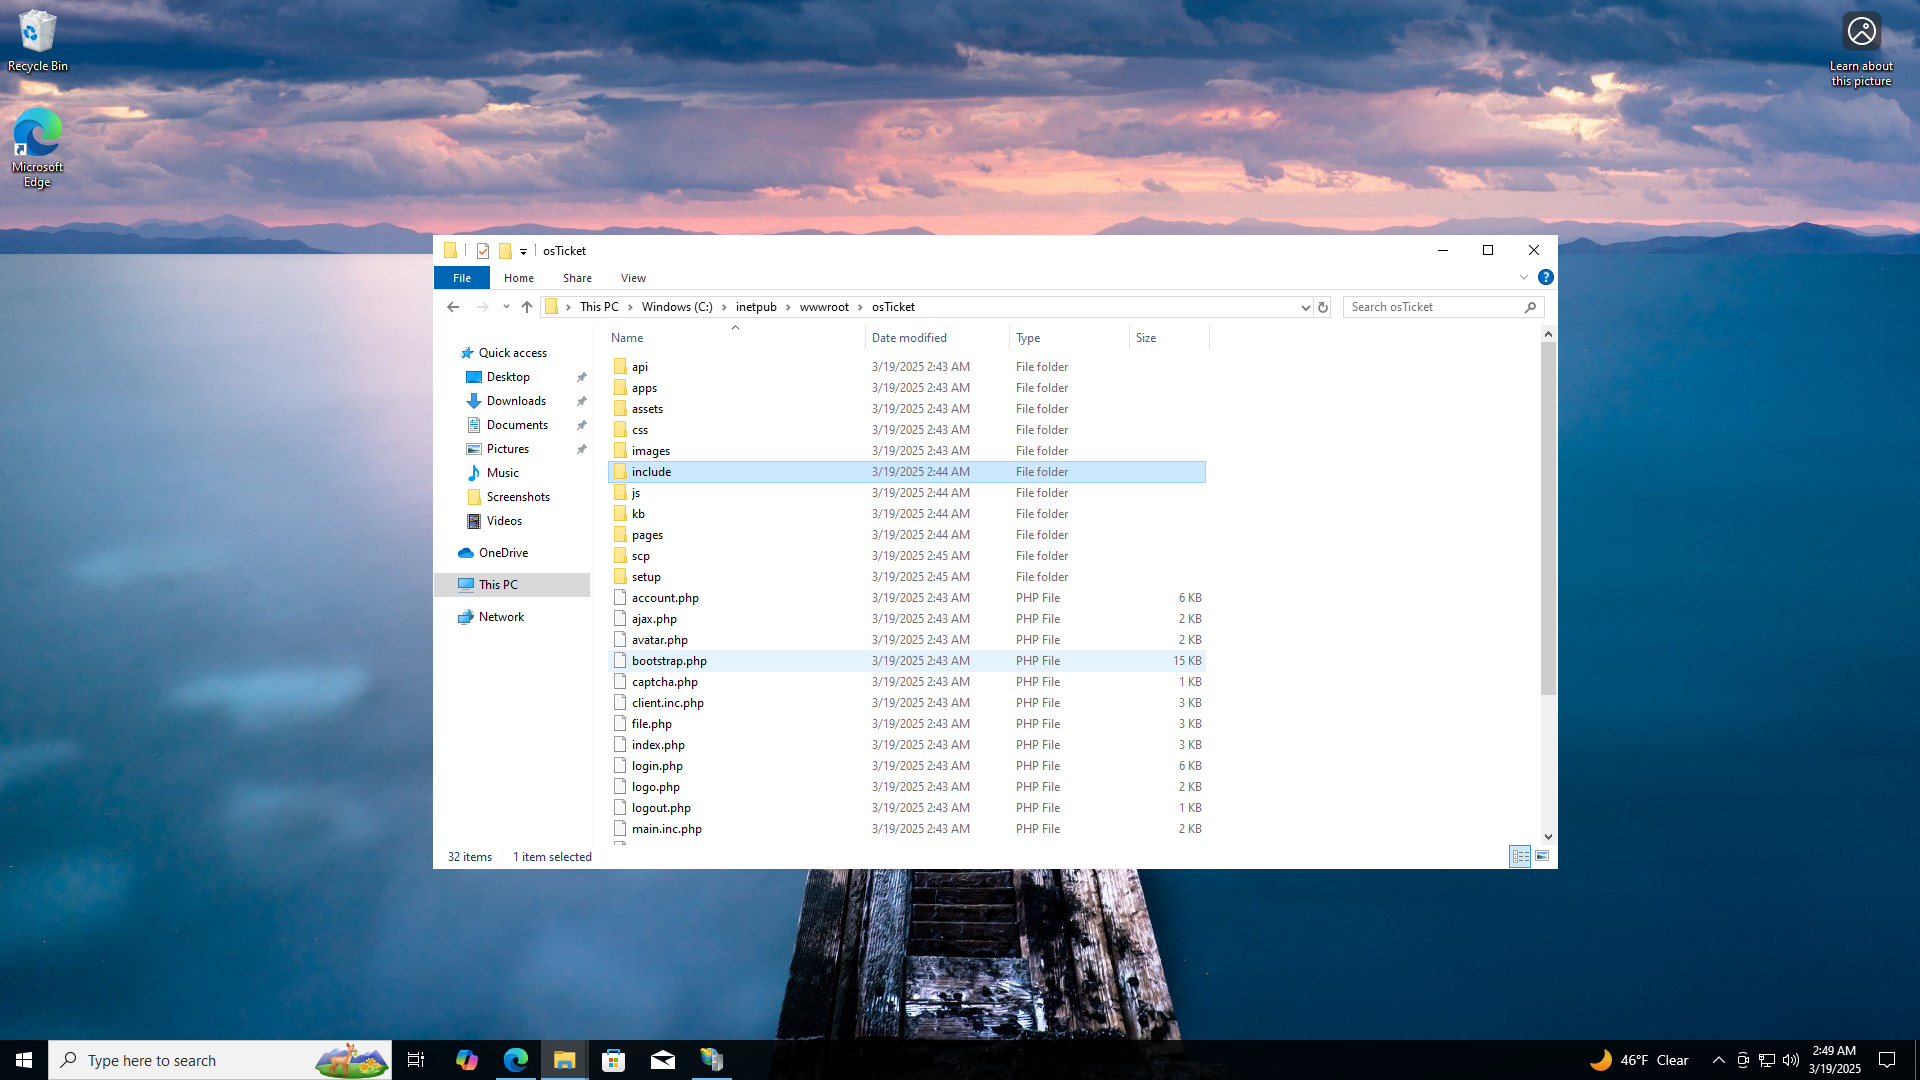 Recycle Bin
Microsoft
Edge
Learn about
this picture
osTicket
File
Home
Share
View
This PC
Windows (C:)
inetpub
wwwroot
osTicket
Search osTicket
Quick access
Desktop
Downloads
Documents
Pictures
Music
Screenshots
Videos
OneDrive
This PC
Network
Name Date modified Type Size
api 3/19/2025 2:43 AM File folder
apps 3/19/2025 2:43 AM File folder
assets 3/19/2025 2:43 AM File folder
css 3/19/2025 2:43 AM File folder
images 3/19/2025 2:43 AM File folder
include 3/19/2025 2:44 AM File folder
js 3/19/2025 2:44 AM File folder
kb 3/19/2025 2:44 AM File folder
pages 3/19/2025 2:44 AM File folder
scp 3/19/2025 2:45 AM File folder
setup 3/19/2025 2:45 AM File folder
account.php 3/19/2025 2:43 AM PHP File 6 KB
ajax.php 3/19/2025 2:43 AM PHP File 2 KB
avatar.php 3/19/2025 2:43 AM PHP File 2 KB
bootstrap.php 3/19/2025 2:43 AM PHP File 15 KB
captcha.php 3/19/2025 2:43 AM PHP File 1 KB
client.inc.php 3/19/2025 2:43 AM PHP File 3 KB
file.php 3/19/2025 2:43 AM PHP File 3 KB
index.php 3/19/2025 2:43 AM PHP File 3 KB
login.php 3/19/2025 2:43 AM PHP File 6 KB
logo.php 3/19/2025 2:43 AM PHP File 2 KB
logout.php 3/19/2025 2:43 AM PHP File 1 KB
main.inc.php 3/19/2025 2:43 AM PHP File 2 KB
32 items 1 item selected
Type here to search
46°F Clear
2:49 AM
3/19/2025